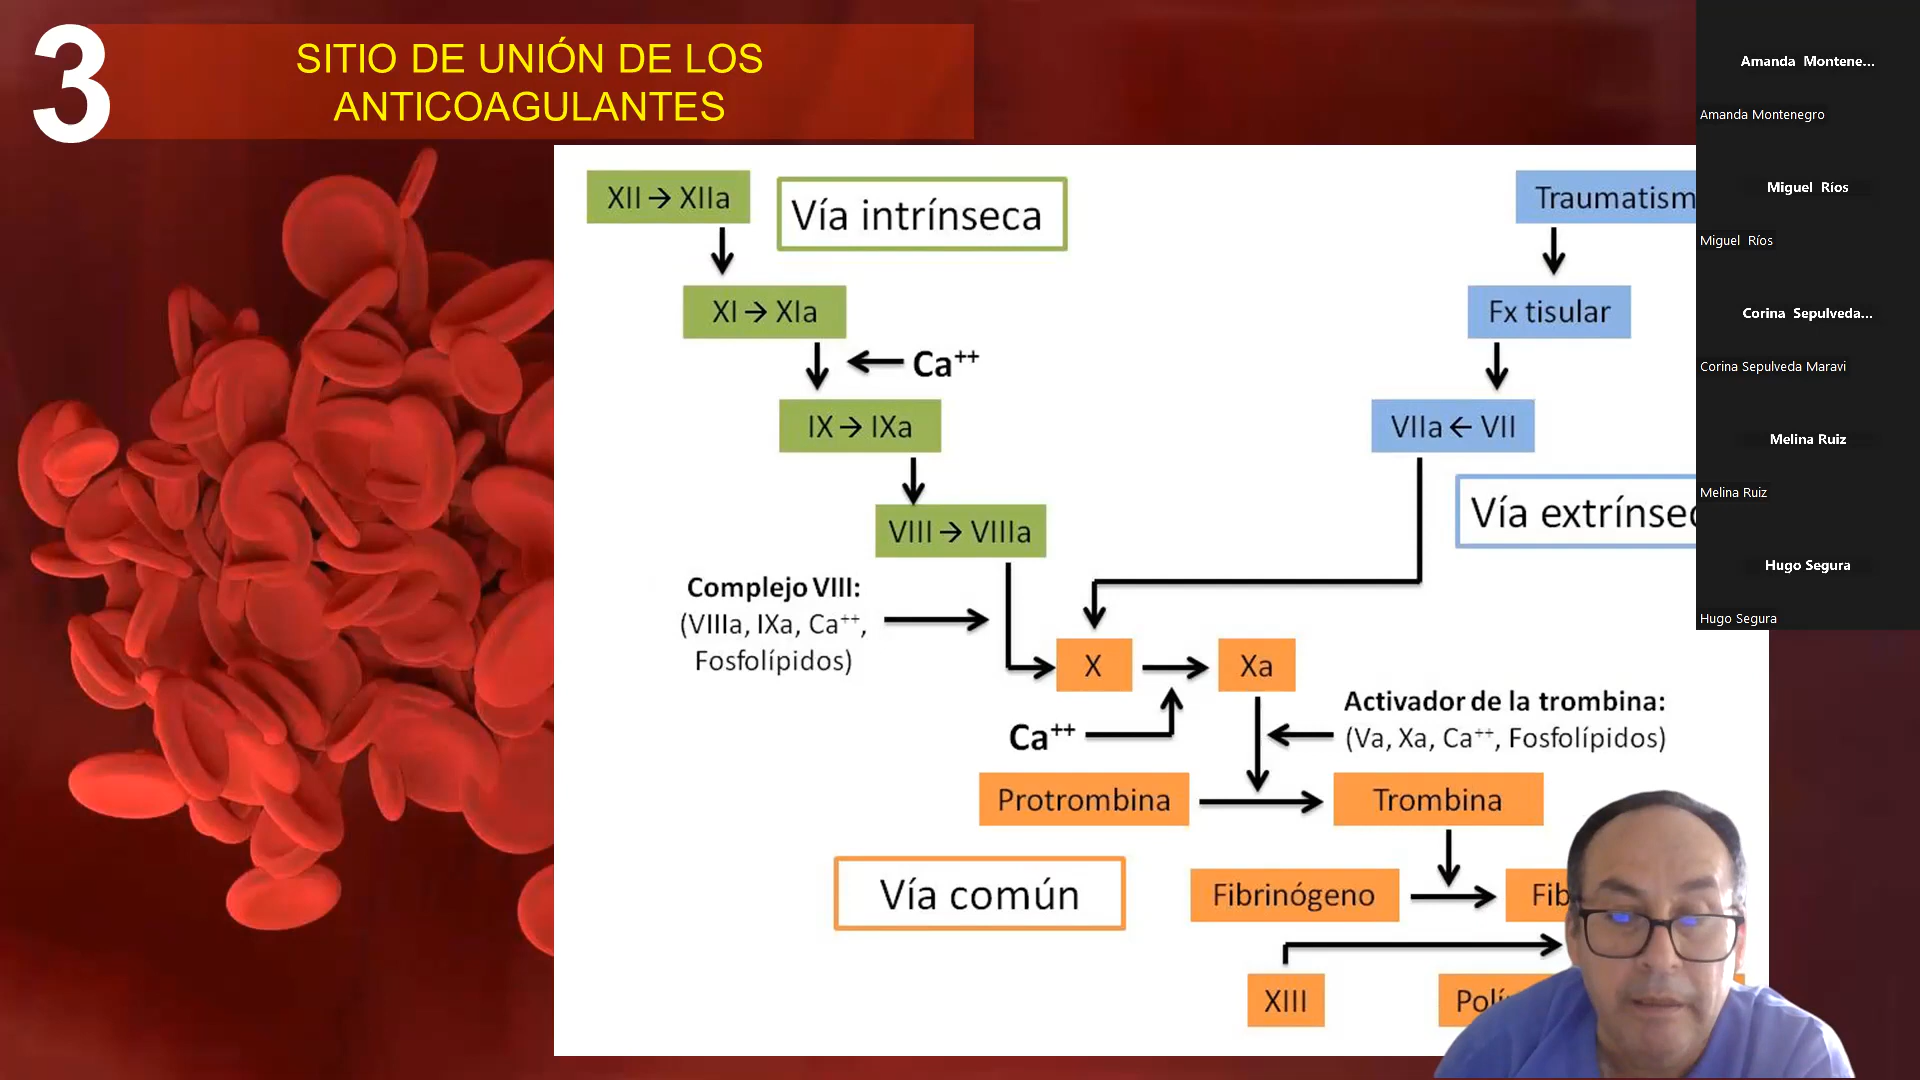 3
SITIO DE UNIÓN DE LOS
ANTICOAGULANTES
XII → XIIa
Vía intrínseca
Traumatism
XI → XIa
Fx tisular
Ca++
IX → IXa
VIIa ← VII
VIII → VIIIa
Vía extrínsec
Complejo VIII:
(VIIIa, IXa, Ca++,
Fosfolípidos)
X
Xa
Ca++
Activador de la trombina:
(Va, Xa, Ca++, Fosfolípidos)
Protrombina
Trombina
Vía común
Fibrinógeno
Fib
XIII
Polí
Amanda Montene...
Amanda Montenegro
Miguel Ríos
Miguel Ríos
Corina Sepulveda...
Corina Sepulveda Maravi
Melina Ruiz
Melina Ruiz
Hugo Segura
Hugo Segura